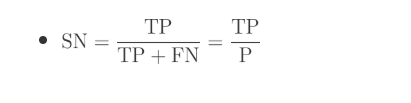 • SN = TP / (TP + FN) = TP / P